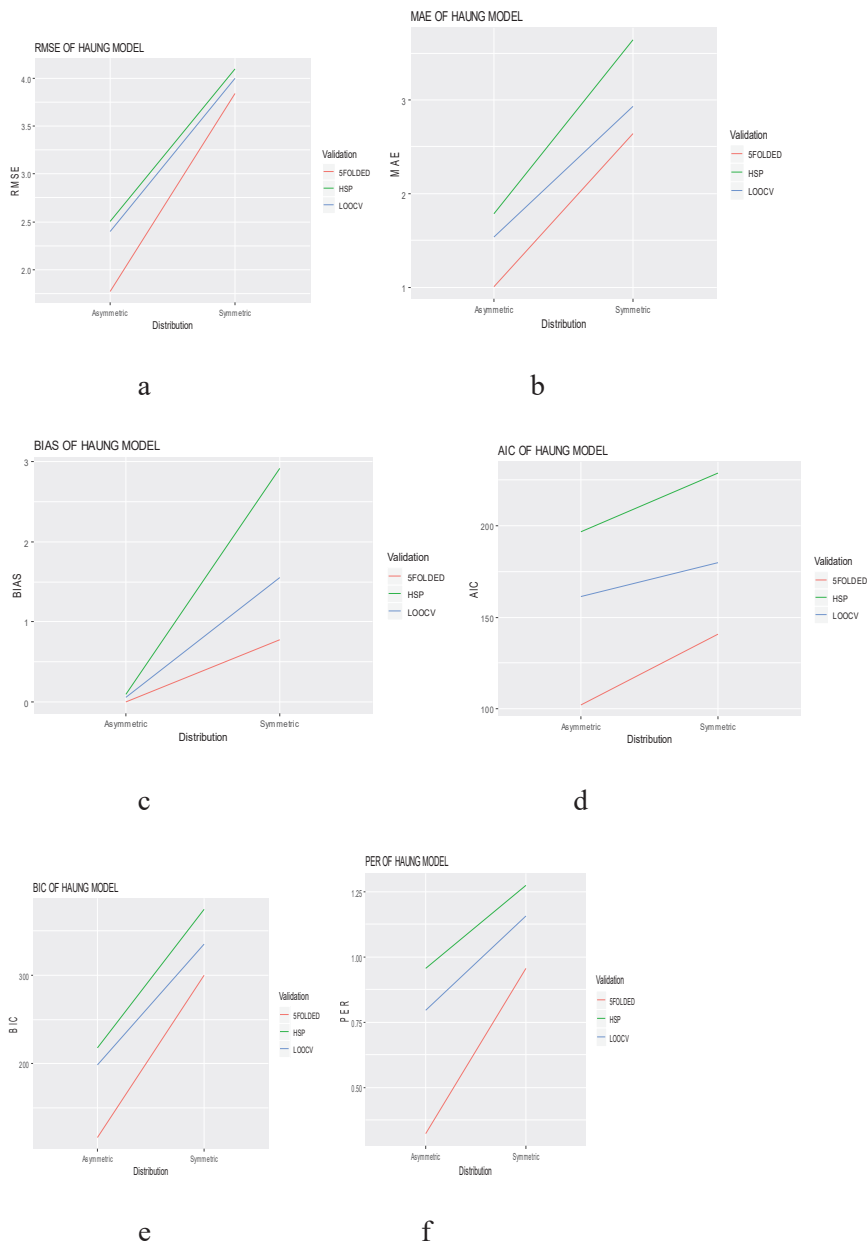 RMSE OF HAUNG MODEL
4.0
3.5
3.0
2.5
2.0
RMSE
Asymmetric Symmetric
Distribution
Validation
5FOLDED
HSP
LOOCV
a
MAE OF HAUNG MODEL
3
2
1
MAE
Asymmetric Symmetric
Distribution
Validation
5FOLDED
HSP
LOOCV
b
BIAS OF HAUNG MODEL
3
2
1
0
BIAS
Asymmetric Symmetric
Distribution
Validation
5FOLDED
HSP
LOOCV
c
AIC OF HAUNG MODEL
200
150
100
AIC
Asymmetric Symmetric
Distribution
Validation
5FOLDED
HSP
LOOCV
d
BIC OF HAUNG MODEL
300
200
BIC
Asymmetric Symmetric
Distribution
Validation
5FOLDED
HSP
LOOCV
e
PER OF HAUNG MODEL
1.25
1.00
0.75
0.50
PER
Asymmetric Symmetric
Distribution
Validation
5FOLDED
HSP
LOOCV
f